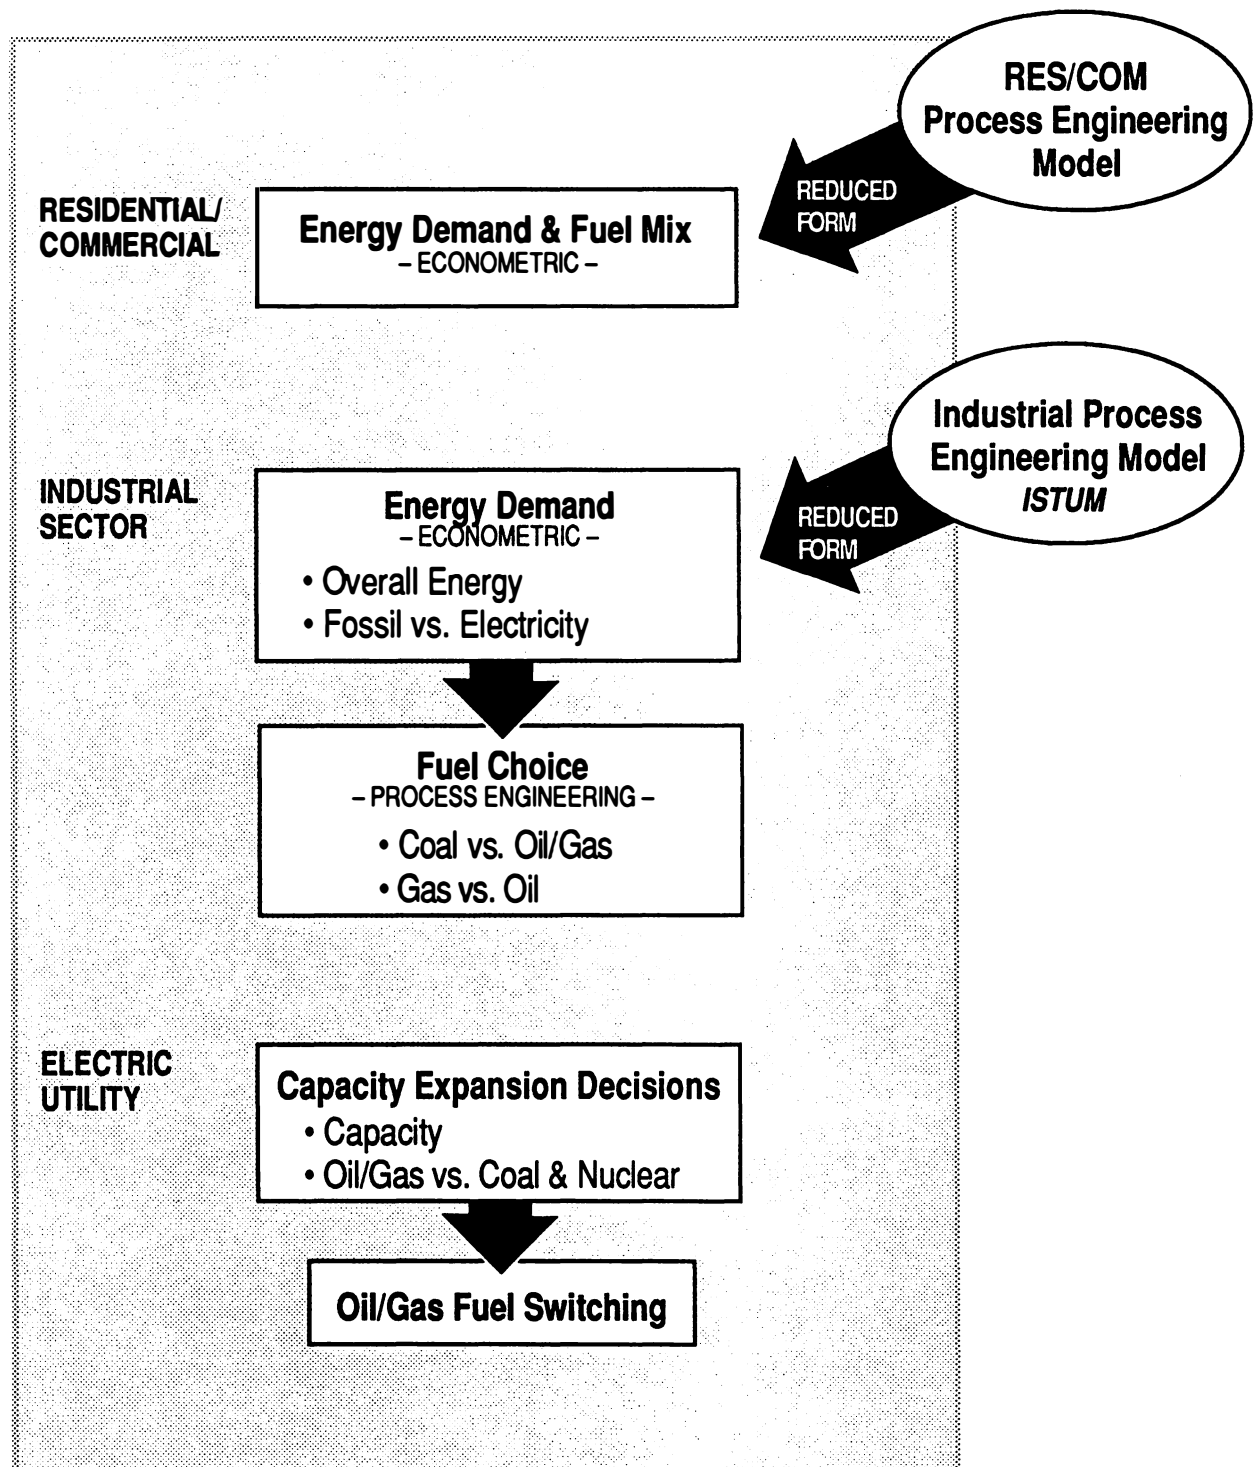 RES/COM
Process Engineering
Model
REDUCED
FORM
RESIDENTIAL/
COMMERCIAL
Energy Demand & Fuel Mix
– ECONOMETRIC –
Industrial Process
Engineering Model
ISTUM
REDUCED
FORM
INDUSTRIAL
SECTOR
Energy Demand
– ECONOMETRIC –
• Overall Energy
• Fossil vs. Electricity
Fuel Choice
– PROCESS ENGINEERING –
• Coal vs. Oil/Gas
• Gas vs. Oil
ELECTRIC
UTILITY
Capacity Expansion Decisions
• Capacity
• Oil/Gas vs. Coal & Nuclear
Oil/Gas Fuel Switching